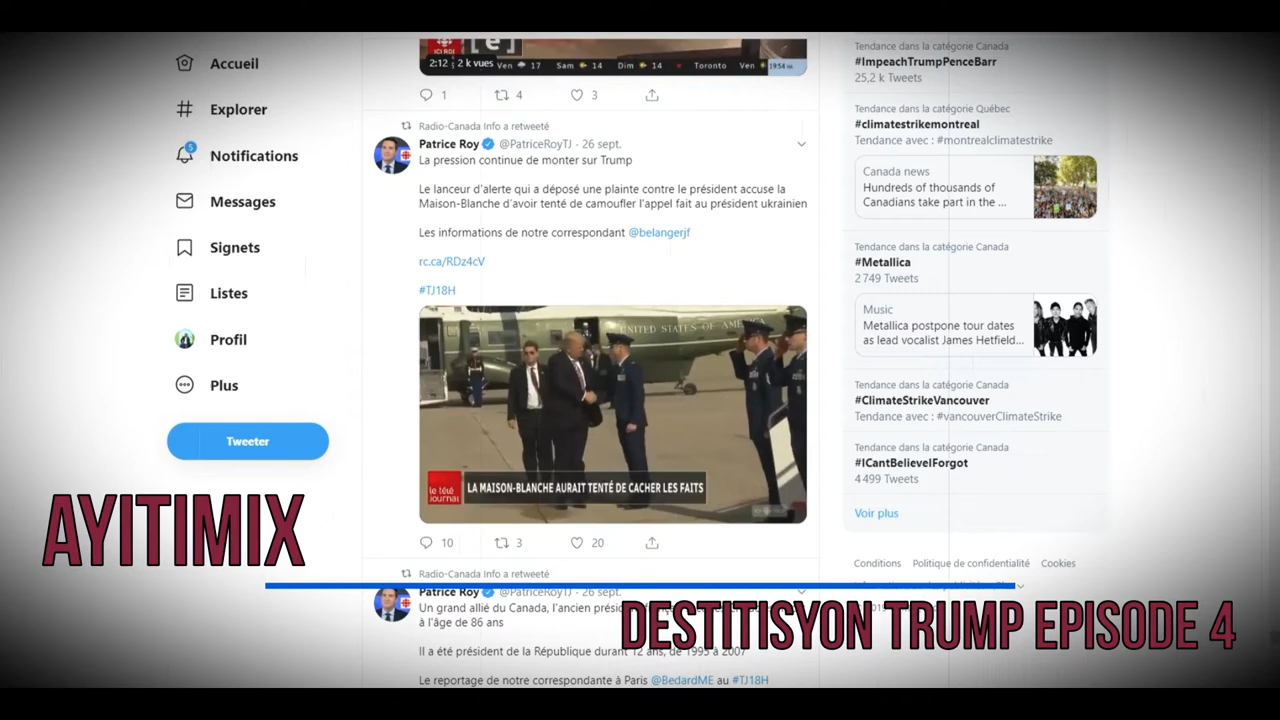 Accueil
Explorer
5
Notifications
Messages
Signets
Listes
Profil
Plus
Tweeter
[e]
ICI RDI
2:12 2 k vues
Ven 17 Sam 14 Dim 14 Toronto Ven 19:54 HA
1 4 3
Radio-Canada Info a retweeté
Patrice Roy @PatriceRoyTJ · 26 sept.
La pression continue de monter sur Trump
Le lanceur d'alerte qui a déposé une plainte contre le président accuse la
Maison-Blanche d'avoir tenté de camoufler l'appel fait au président ukrainien
Les informations de notre correspondant @belangerjf
rc.ca/RDz4cV
#TJ18H
UNITED STATES OF AMERICA
le télé
journal
LA MAISON-BLANCHE AURAIT TENTÉ DE CACHER LES FAITS
10 3 20
Radio-Canada Info a retweeté
Patrice Roy @PatriceRoyTJ · 26 sept.
Un grand allié du Canada, l'ancien
à l'âge de 86 ans
Il a été président de la République durant 12 ans, de 1995 à 2007
Le reportage de notre correspondante à Paris @BedardME au #TJ18H
Tendance dans la catégorie Canada
#ImpeachTrumpPenceBarr
25,2 k Tweets
Tendance dans la catégorie Québec
#climatestrikemontreal
Tendance avec : #montrealclimatestrike
Canada news
Hundreds of thousands of
Canadians take part in the ...
Tendance dans la catégorie Canada
#Metallica
2 749 Tweets
Music
Metallica postpone tour dates
as lead vocalist James Hetfield...
Tendance dans la catégorie Canada
#ClimateStrikeVancouver
Tendance avec : #vancouverClimateStrike
Tendance dans la catégorie Canada
#ICantBelieveIForgot
4 499 Tweets
Voir plus
Conditions Politique de confidentialité Cookies
AYITIMIX
DESTITISYON TRUMP EPISODE 4